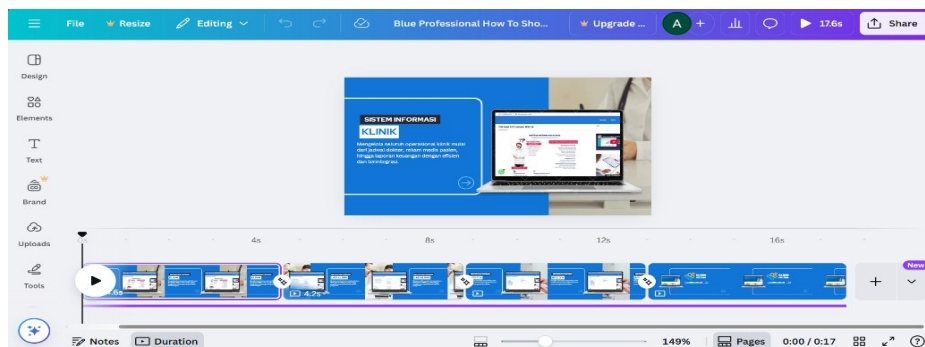 File Resize Editing Blue Professional How To Sho... Upgrade ... A + 17.6s Share
Design
Elements
Text
Brand
Uploads
Tools
SISTEM INFORMASI
KLINIK
Mengelola seluruh operasional klinik mulai
dari jadwal dokter, rekam medis pasien,
hingga laporan keuangan dengan efisien
dan terintegrasi.
4s 8s 12s 16s
New
4.2s
Notes Duration 149% Pages 0:00 / 0:17